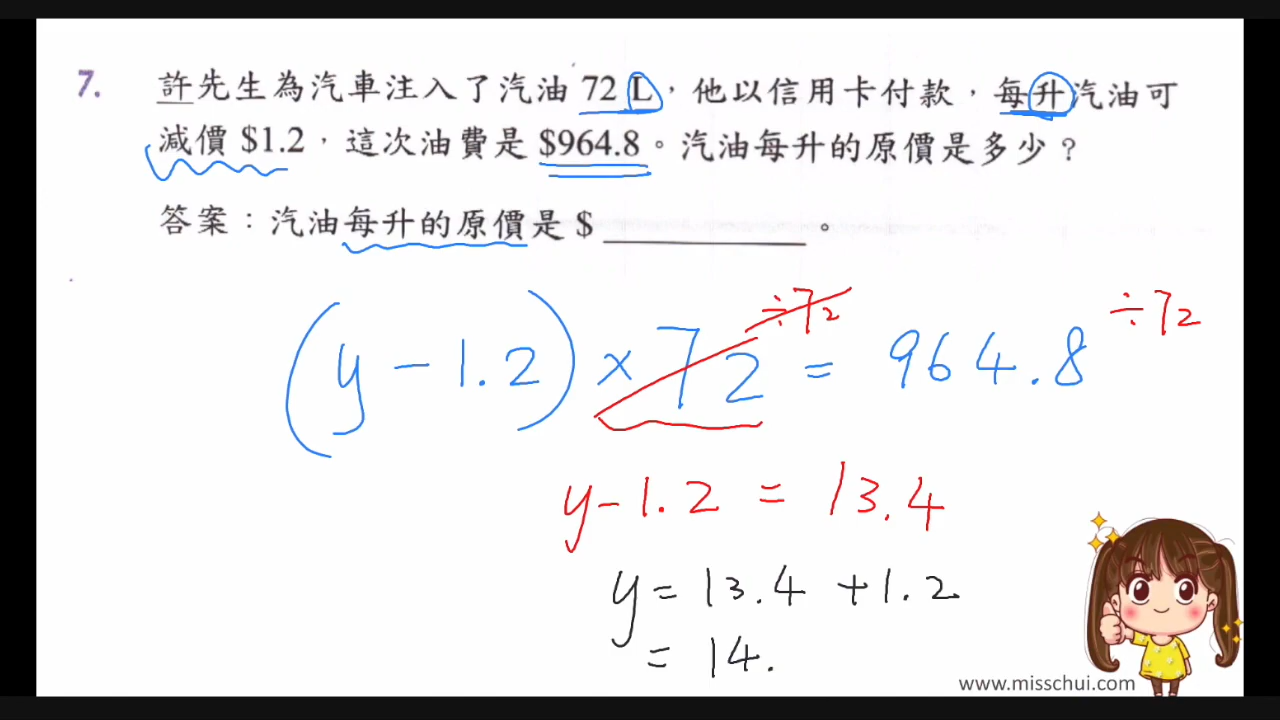 7. 許先生為汽車注入了汽油 72 L，他以信用卡付款，每升汽油可
減價 $1.2，這次油費是 $964.8。汽油每升的原價是多少？
答案：汽油每升的原價是 $ __________ 。
÷72 ÷72
(y - 1.2) × 72 = 964.8
y - 1.2 = 13.4
y = 13.4 + 1.2
= 14.
www.misschui.com